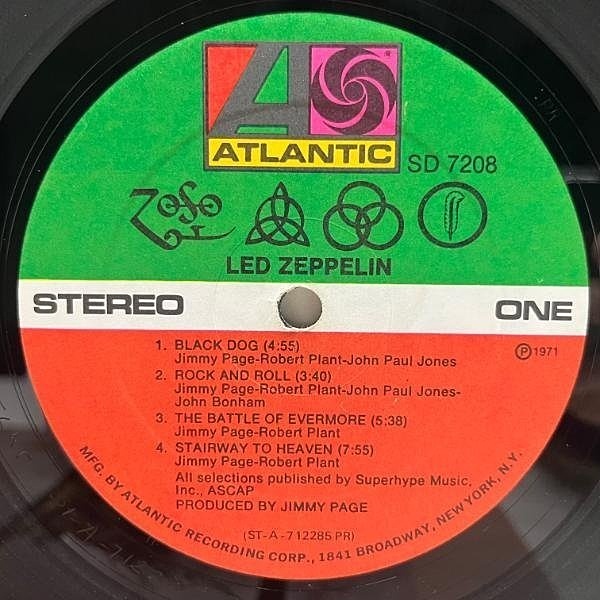 ATLANTIC
SD 7208
LED ZEPPELIN
STEREO
ONE
1. BLACK DOG (4:55)
Jimmy Page-Robert Plant-John Paul Jones
℗1971
2. ROCK AND ROLL (3:40)
Jimmy Page-Robert Plant-John Paul Jones-
John Bonham
3. THE BATTLE OF EVERMORE (5:38)
Jimmy Page-Robert Plant
4. STAIRWAY TO HEAVEN (7:55)
Jimmy Page-Robert Plant
All selections published by Superhype Music,
Inc., ASCAP
PRODUCED BY JIMMY PAGE
(ST-A-712285 PR)
MFG. BY ATLANTIC RECORDING CORP., 1841 BROADWAY, NEW YORK, N.Y.